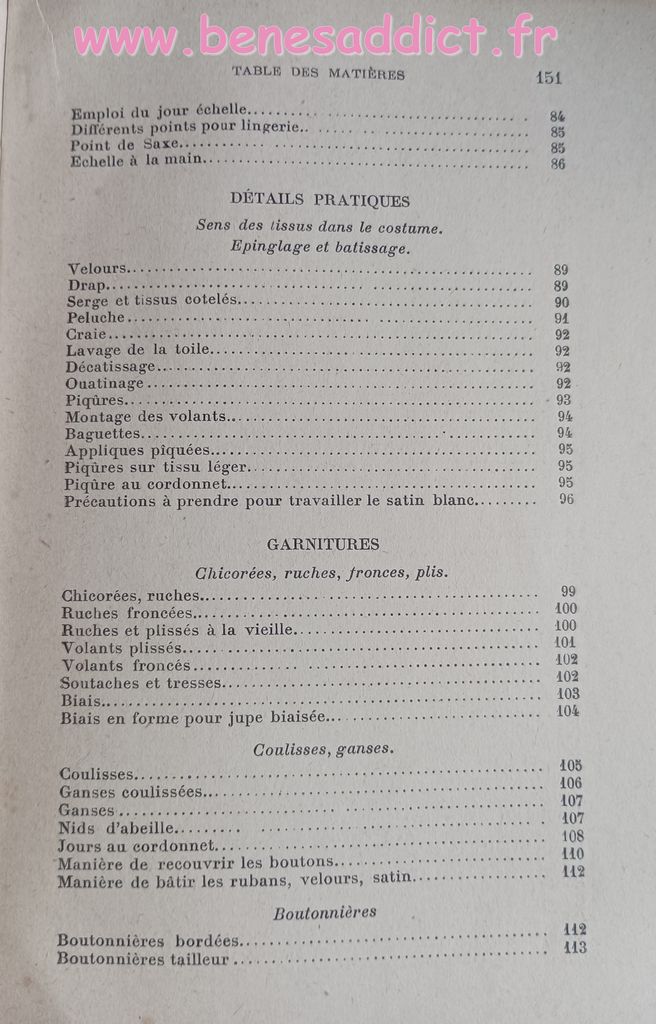 www.benesaddict.fr
TABLE DES MATIÈRES 151
Emploi du jour échelle 84
Différents points pour lingerie 85
Point de Saxe 85
Echelle à la main 86
DÉTAILS PRATIQUES
Sens des tissus dans le costume.
Epinglage et batissage.
Velours 89
Drap 89
Serge et tissus cotelés 90
Peluche 91
Craie 92
Lavage de la toile 92
Décatissage 92
Ouatinage 92
Piqûres 93
Montage des volants 94
Baguettes 94
Appliques pîquées 95
Piqûres sur tissu léger 95
Piqûre au cordonnet 95
Précautions à prendre pour travailler le satin blanc 96
GARNITURES
Chicorées, ruches, fronces, plis.
Chicorées, ruches 99
Ruches froncées 100
Ruches et plissés à la vieille 100
Volants plissés 101
Volants froncés 102
Soutaches et tresses 102
Biais 103
Biais en forme pour jupe biaisée 104
Coulisses, ganses.
Coulisses 105
Ganses coulissées 106
Ganses 107
Nids d'abeille 107
Jours au cordonnet 108
Manière de recouvrir les boutons 110
Manière de bâtir les rubans, velours, satin 112
Boutonnières
Boutonnières bordées 112
Boutonnières tailleur 113